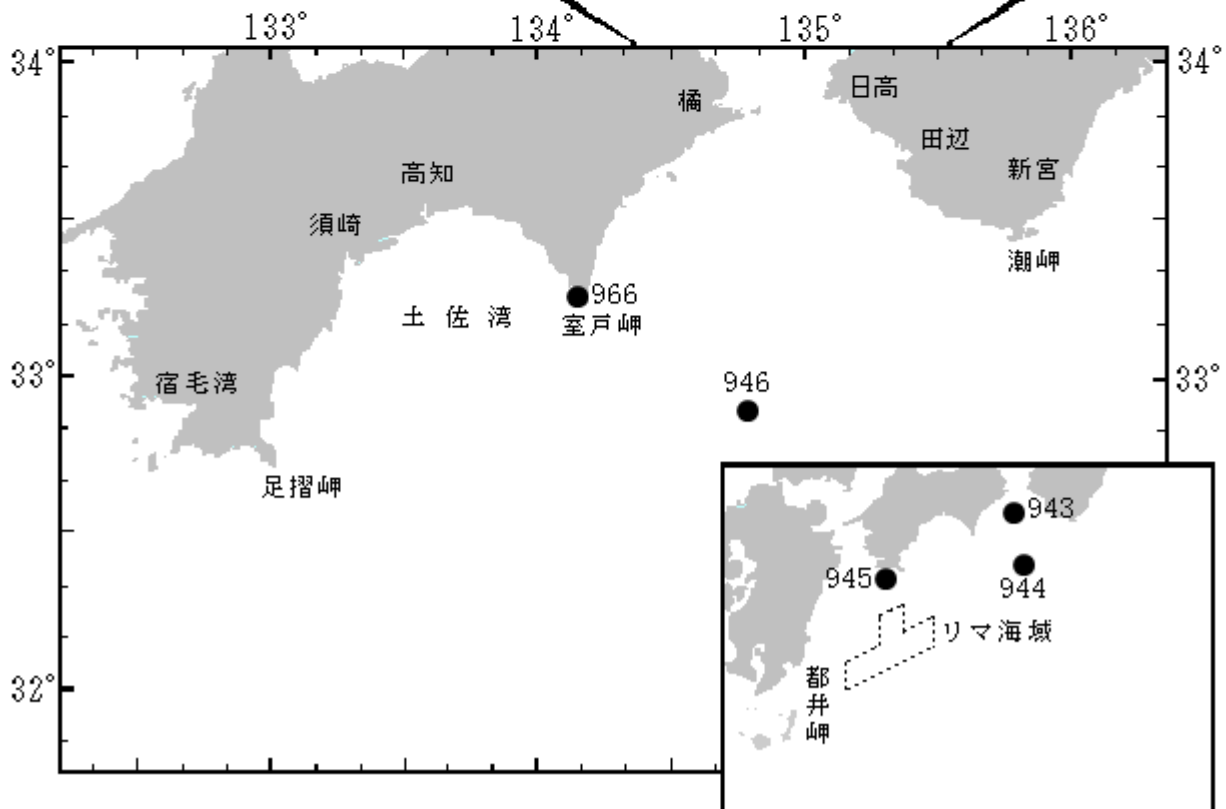 133° 134° 135° 136°
34° 34°
橘
日高
田辺
高知
新宮
須崎
潮岬
966
土佐湾
室戸岬
33° 33°
宿毛湾
946
足摺岬
943
945
944
リマ海域
都井岬
32°